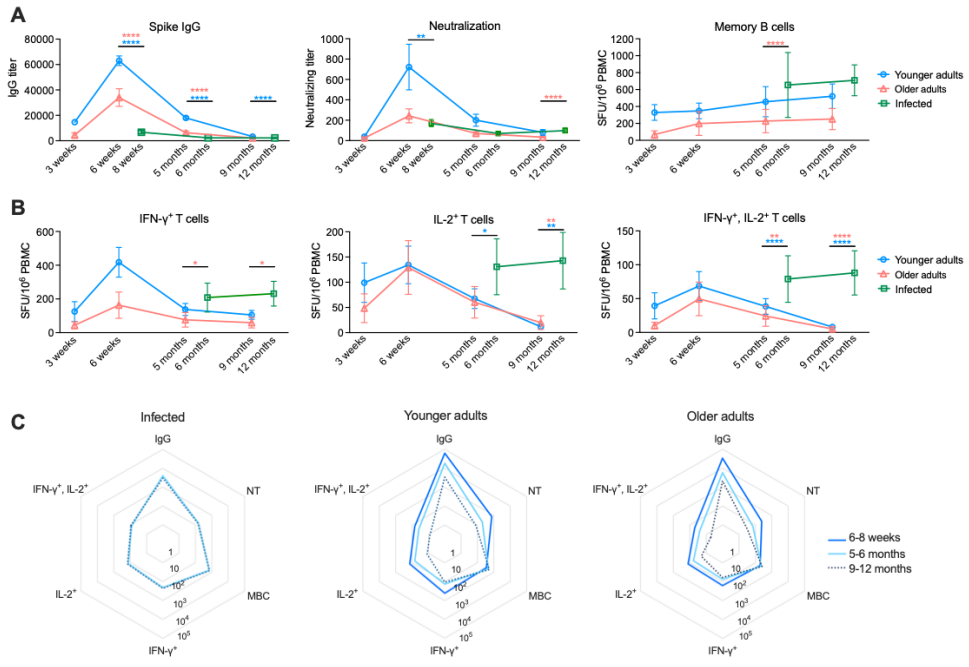 A
Spike IgG
IgG titer
80000
60000
40000
20000
0
****
****
****
****
****
3 weeks
6 weeks
8 weeks
5 months
6 months
9 months
12 months
Neutralization
Neutralizing titer
1000
800
600
400
200
0
**
****
3 weeks
6 weeks
8 weeks
5 months
6 months
9 months
12 months
Memory B cells
SFU/10⁶ PBMC
1200
1000
800
600
400
200
0
****
3 weeks
6 weeks
5 months
6 months
9 months
12 months
Younger adults
Older adults
Infected
B
IFN-γ⁺ T cells
SFU/10⁶ PBMC
600
400
200
0
*
*
3 weeks
6 weeks
5 months
6 months
9 months
12 months
IL-2⁺ T cells
SFU/10⁶ PBMC
200
150
100
50
0
*
**
**
3 weeks
6 weeks
5 months
6 months
9 months
12 months
IFN-γ⁺, IL-2⁺ T cells
SFU/10⁶ PBMC
150
100
50
0
**
****
****
****
3 weeks
6 weeks
5 months
6 months
9 months
12 months
Younger adults
Older adults
Infected
C
Infected
IgG
IFN-γ⁺, IL-2⁺
NT
1
10
10²
10³
10⁴
10⁵
IL-2⁺
MBC
IFN-γ⁺
Younger adults
IgG
IFN-γ⁺, IL-2⁺
NT
1
10
10²
10³
10⁴
10⁵
IL-2⁺
MBC
IFN-γ⁺
Older adults
IgG
IFN-γ⁺, IL-2⁺
NT
1
10
10²
10³
10⁴
10⁵
IL-2⁺
MBC
IFN-γ⁺
6-8 weeks
5-6 months
9-12 months